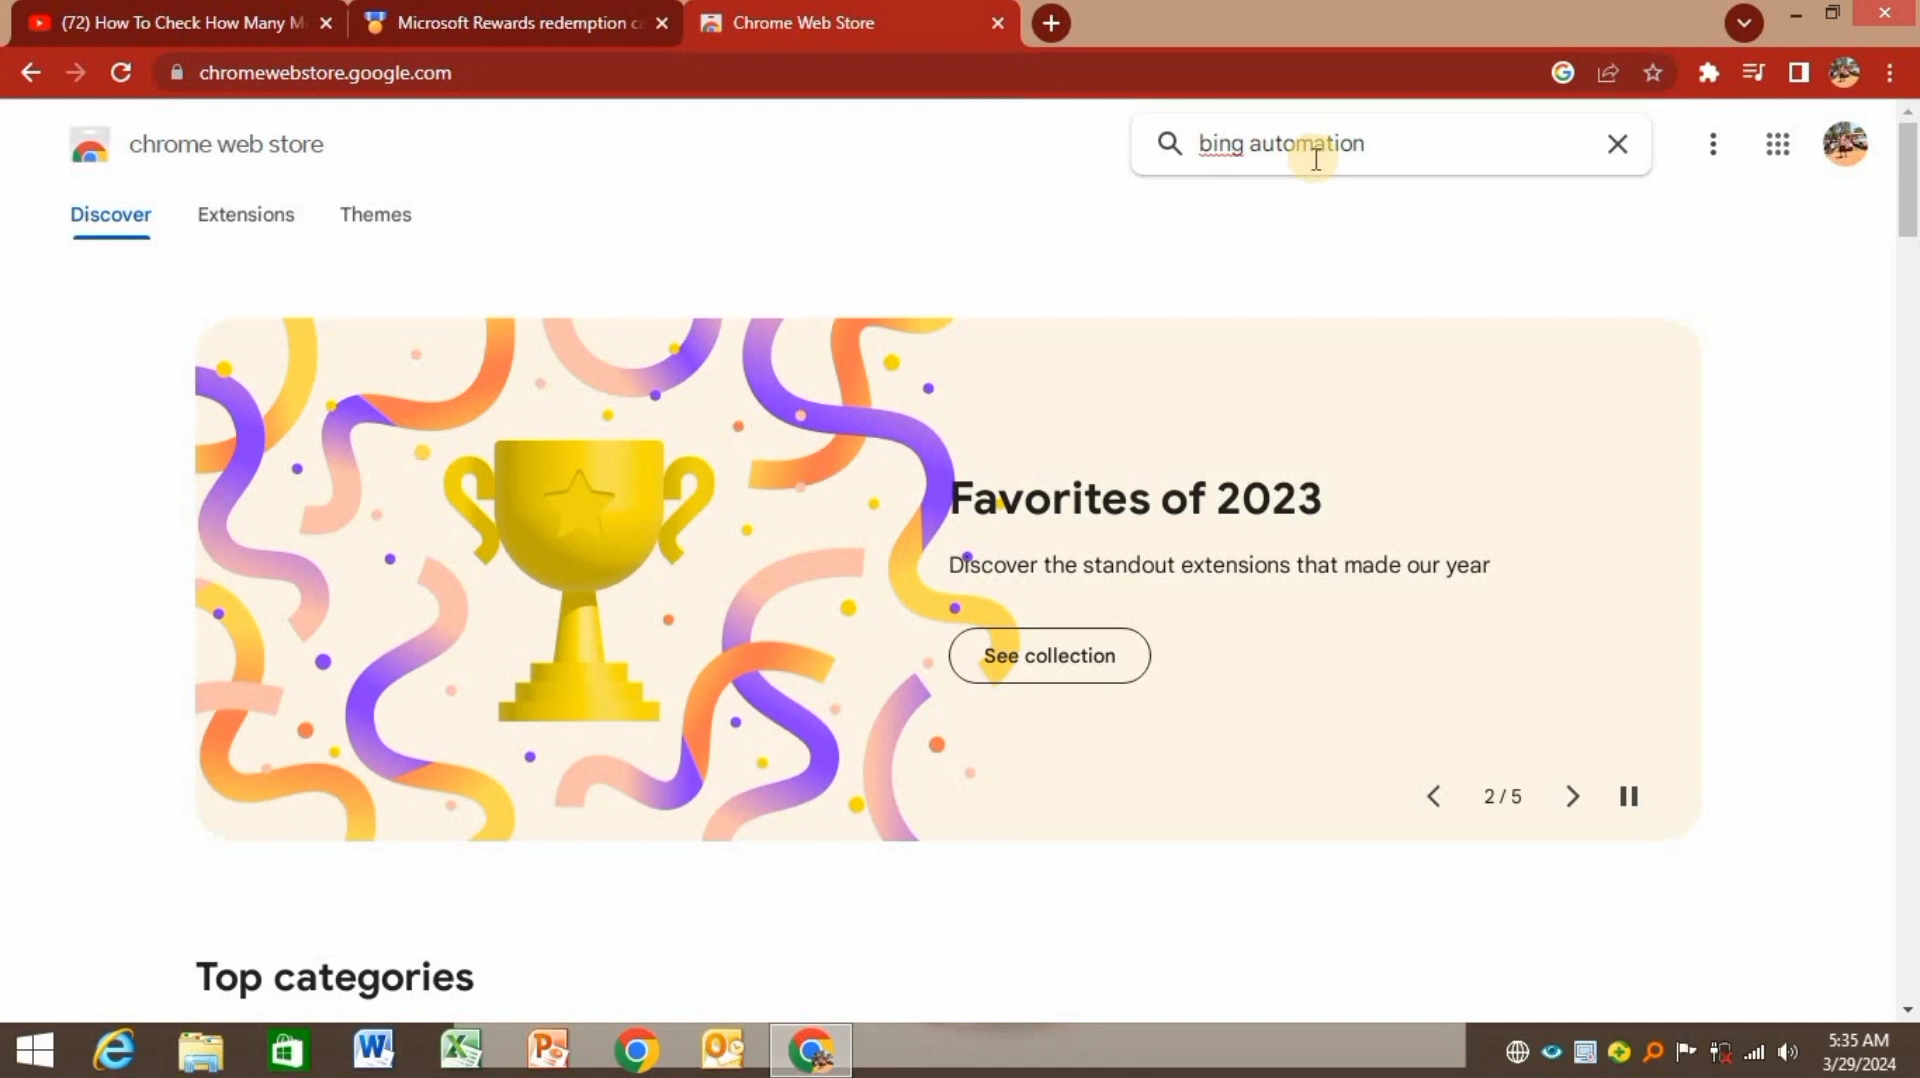 (72) How To Check How Many M
Microsoft Rewards redemption ca
Chrome Web Store
chromewebstore.google.com
chrome web store
bing automation
Discover
Extensions
Themes
Favorites of 2023
Discover the standout extensions that made our year
See collection
2 / 5
Top categories
5:35 AM
3/29/2024